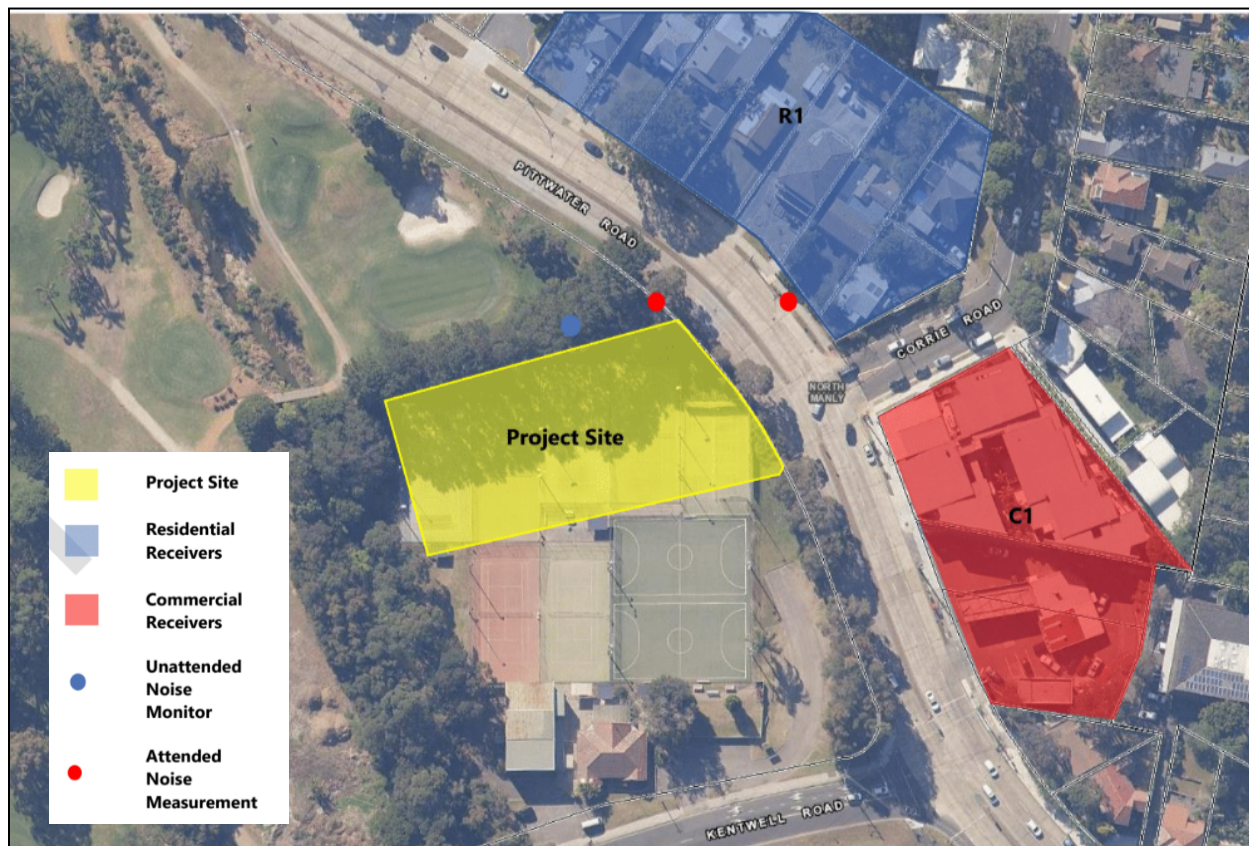 R1
PITTWATER ROAD
CORRIE ROAD
NORTH
MANLY
Project Site
C1
KENTWELL ROAD
Project Site
Residential
Receivers
Commercial
Receivers
Unattended
Noise
Monitor
Attended
Noise
Measurement